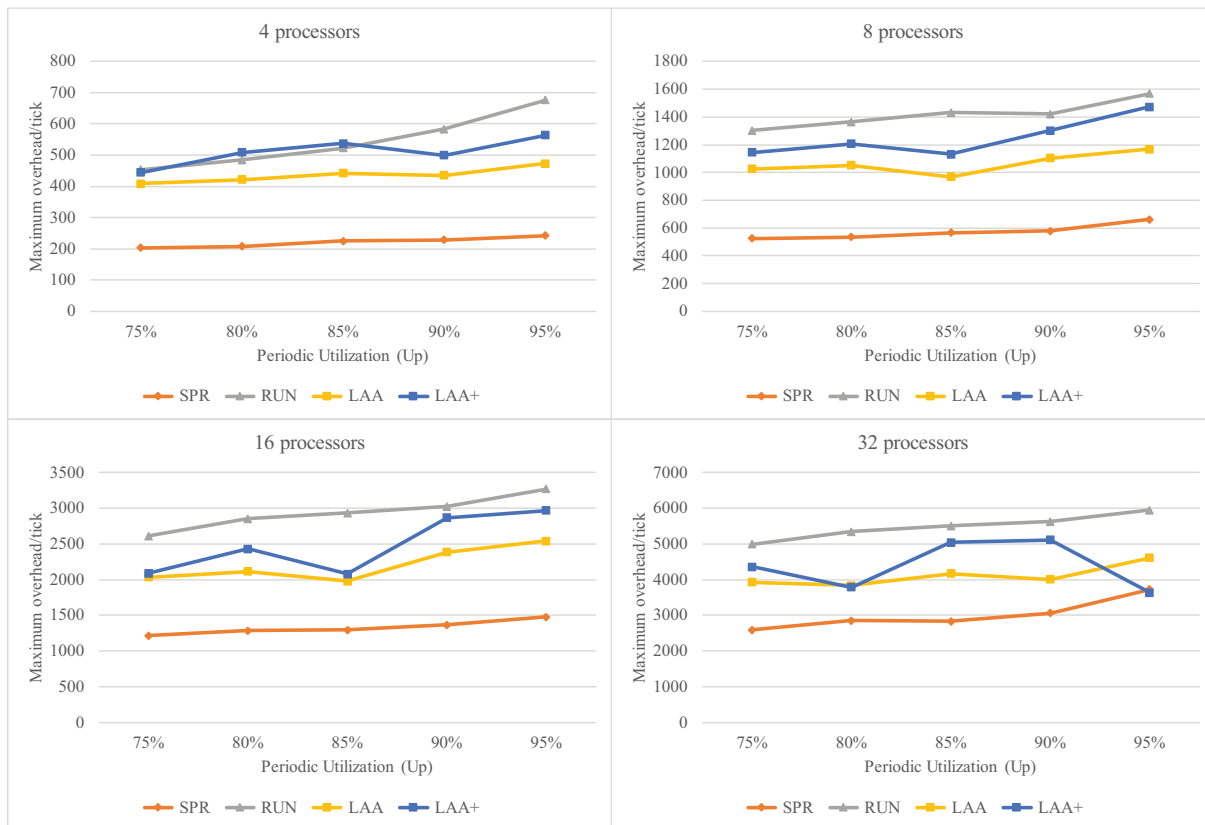 4 processors
800
700
600
500
400
300
200
100
0
Maximum overhead/tick
75% 80% 85% 90% 95%
Periodic Utilization (Up)
SPR RUN LAA LAA+
8 processors
1800
1600
1400
1200
1000
800
600
400
200
0
Maximum overhead/tick
75% 80% 85% 90% 95%
Periodic Utilization (Up)
SPR RUN LAA LAA+
16 processors
3500
3000
2500
2000
1500
1000
500
0
Maximum overhead/tick
75% 80% 85% 90% 95%
Periodic Utilization (Up)
SPR RUN LAA LAA+
32 processors
7000
6000
5000
4000
3000
2000
1000
0
Maximum overhead/tick
75% 80% 85% 90% 95%
Periodic Utilization (Up)
SPR RUN LAA LAA+